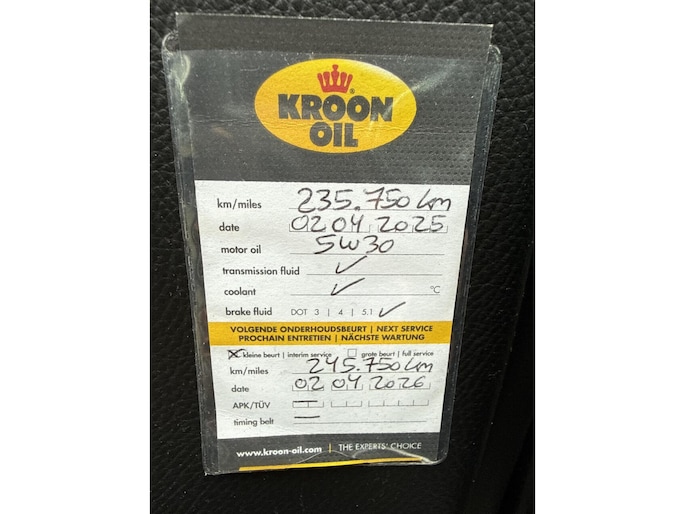 KROON
®
OIL
km/miles 235.750 km
date 02 04 2025
motor oil 5W30
transmission fluid ✓
coolant ✓ °C
brake fluid DOT 3 | 4 | 5.1 ✓
VOLGENDE ONDERHOUDSBEURT | NEXT SERVICE
PROCHAIN ENTRETIEN | NÄCHSTE WARTUNG
☒ kleine beurt | interim service ☐ grote beurt | full service
km/miles 245.750 km
date 02 04 2026
APK/TÜV —
timing belt —
www.kroon-oil.com | THE EXPERTS' CHOICE